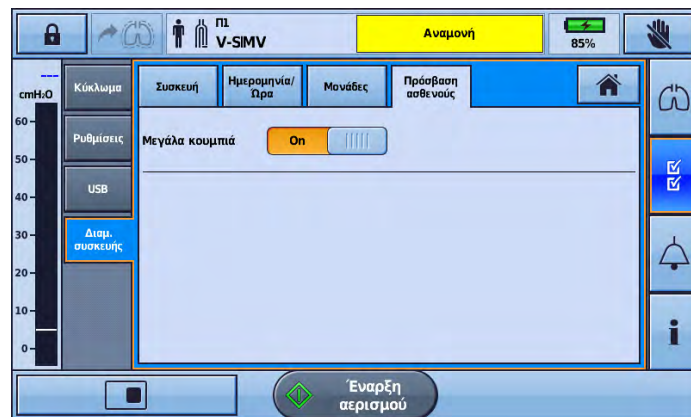 Π1
V-SIMV
Αναμονή
85%
cmH₂O
60
50
40
30
20
10
0
Κύκλωμα
Ρυθμίσεις
USB
Διαμ.
συσκευής
Συσκευή
Ημερομηνία/
Ώρα
Μονάδες
Πρόσβαση
ασθενούς
Μεγάλα κουμπιά
On
Έναρξη
αερισμού